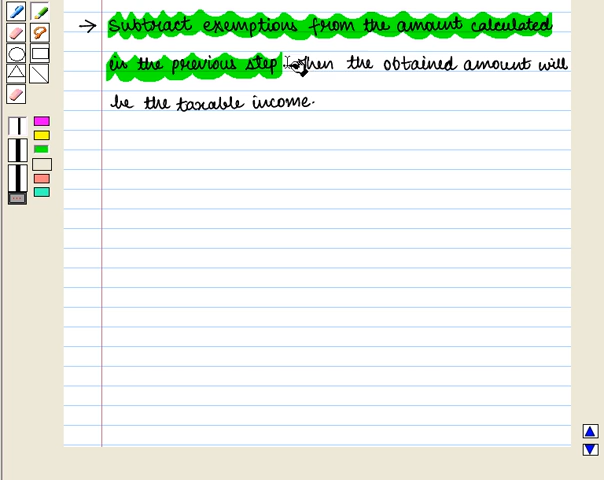 → Subtract exemptions from the amount calculated
in the previous step. Then the obtained amount will
be the taxable income.